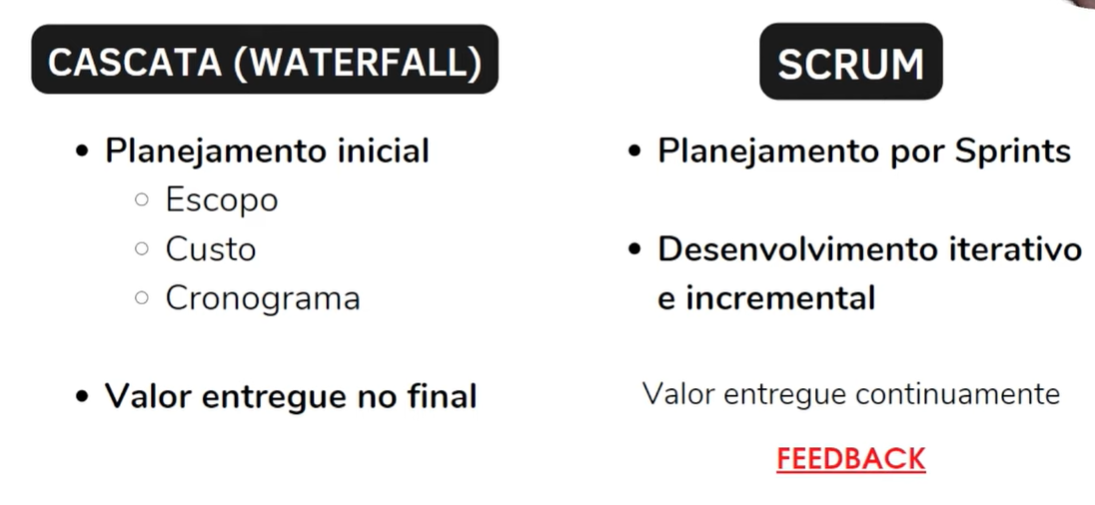 CASCATA (WATERFALL)
• Planejamento inicial
○ Escopo
○ Custo
○ Cronograma
• Valor entregue no final
SCRUM
• Planejamento por Sprints
• Desenvolvimento iterativo
e incremental
Valor entregue continuamente
FEEDBACK